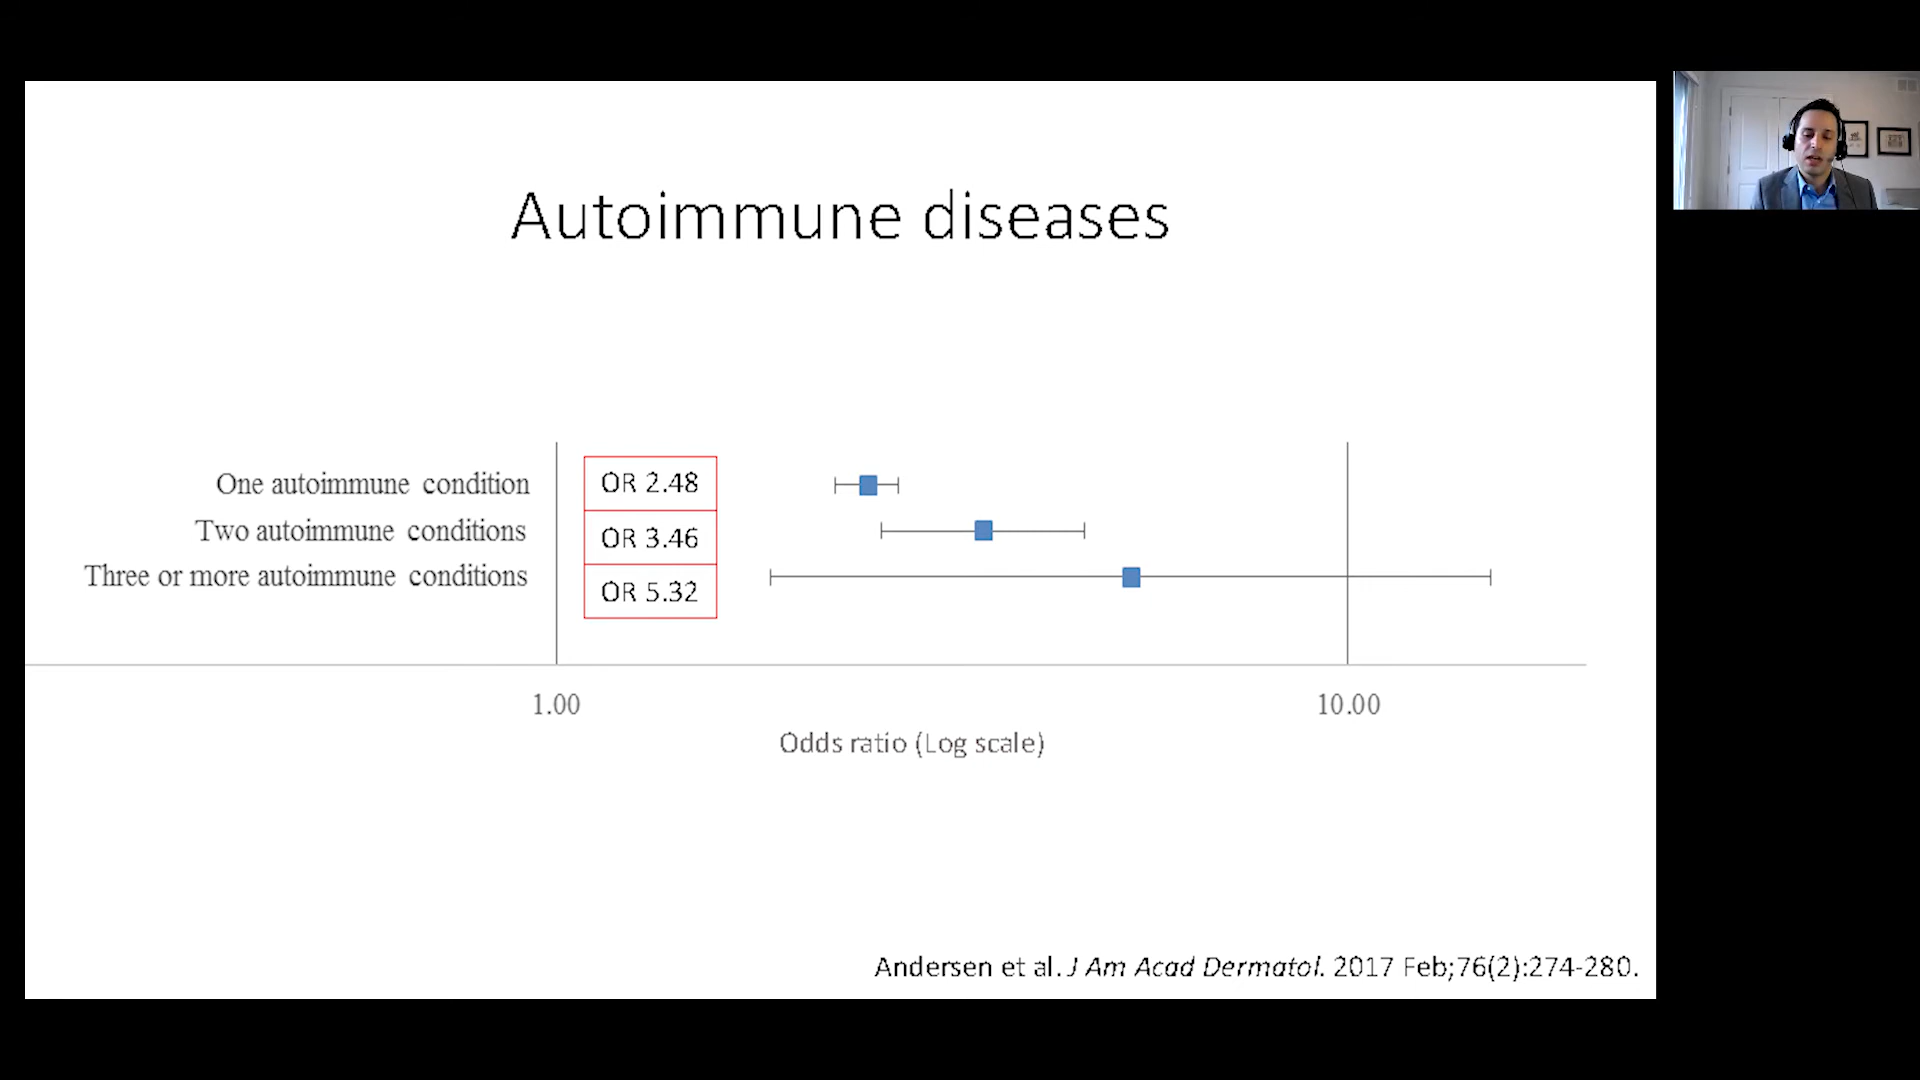 Autoimmune diseases
One autoimmune condition
OR 2.48
Two autoimmune conditions
OR 3.46
Three or more autoimmune conditions
OR 5.32
1.00
10.00
Odds ratio (Log scale)
Andersen et al. J Am Acad Dermatol. 2017 Feb;76(2):274-280.